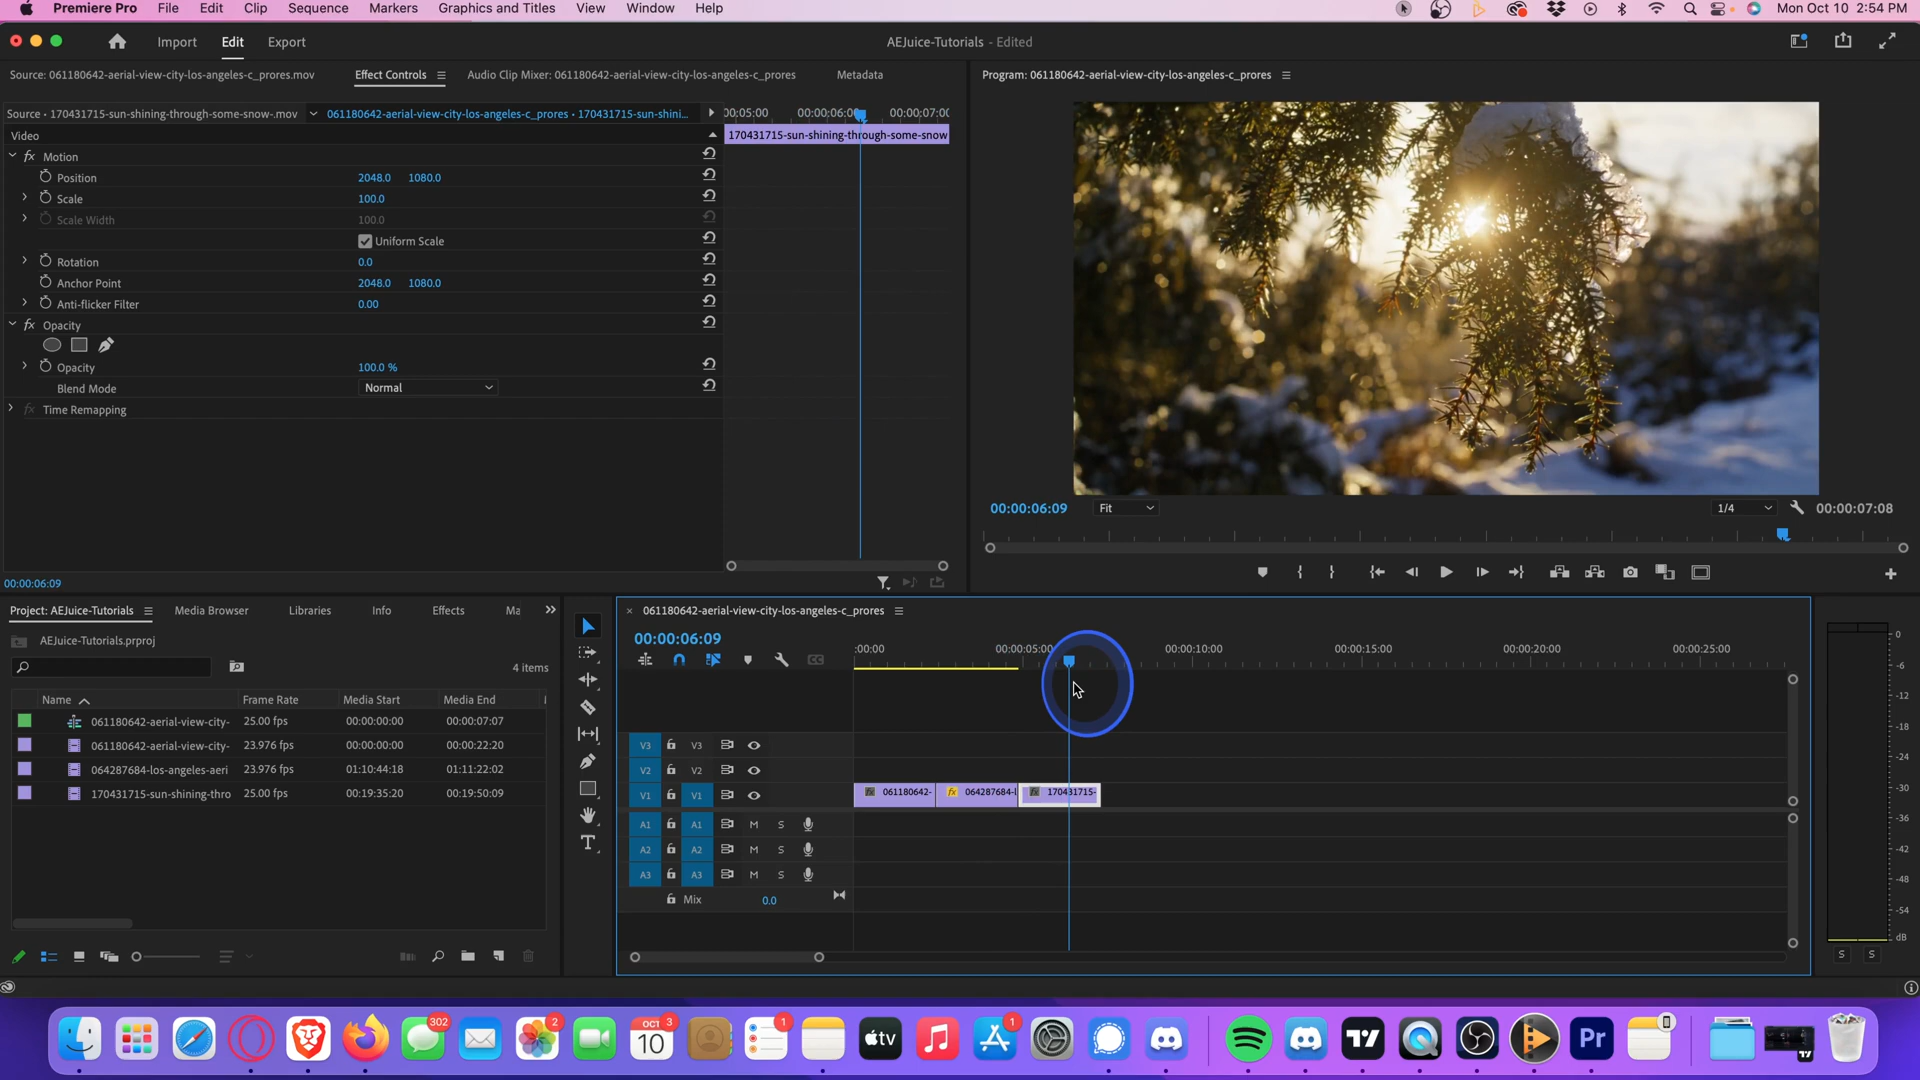 Premiere Pro File Edit Clip Sequence Markers Graphics and Titles View Window Help Mon Oct 10 2:54 PM
Import Edit Export AEJuice-Tutorials - Edited
Source: 061180642-aerial-view-city-los-angeles-c_prores.mov Effect Controls Audio Clip Mixer: 061180642-aerial-view-city-los-angeles-c_prores Metadata Program: 061180642-aerial-view-city-los-angeles-c_prores
Source • 170431715-sun-shining-through-some-snow-.mov 061180642-aerial-view-city-los-angeles-c_prores • 170431715-sun-shini... 00:05:00 00:00:06:00 00:00:07:00
Video 170431715-sun-shining-through-some-snow
fx Motion
Position 2048.0 1080.0
Scale 100.0
Scale Width 100.0
Uniform Scale
Rotation 0.0
Anchor Point 2048.0 1080.0
Anti-flicker Filter 0.00
fx Opacity
Opacity 100.0 %
Blend Mode Normal
fx Time Remapping
00:00:06:09 Fit 1/4 00:00:07:08
00:00:06:09
Project: AEJuice-Tutorials Media Browser Libraries Info Effects Ma
AEJuice-Tutorials.prproj
4 items
Name Frame Rate Media Start Media End
061180642-aerial-view-city- 25.00 fps 00:00:00:00 00:00:07:07
061180642-aerial-view-city- 23.976 fps 00:00:00:00 00:00:22:20
064287684-los-angeles-aeri 23.976 fps 01:10:44:18 01:11:22:02
170431715-sun-shining-thro 25.00 fps 00:19:35:20 00:19:50:09
061180642-aerial-view-city-los-angeles-c_prores
00:00:06:09
:00:00 00:00:05:00 00:00:10:00 00:00:15:00 00:00:20:00 00:00:25:00
V3 V3
V2 V2
V1 V1 fx 061180642- fx 064287684-l fx 170431715-
A1 A1 M S
A2 A2 M S
A3 A3 M S
Mix 0.0
0
-6
-12
-18
-24
-30
-36
-42
-48
-54
dB
S S
302 2 OCT 3 10 1 tv 1 Pr